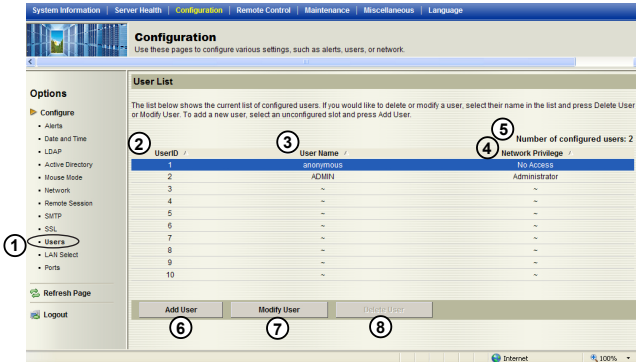 System Information | Server Health | Configuration | Remote Control | Maintenance | Miscellaneous | Language
Configuration
Use these pages to configure various settings, such as alerts, users, or network.
Options
Configure
• Alerts
• Date and Time
• LDAP
• Active Directory
• Mouse Mode
• Network
• Remote Session
• SMTP
• SSL
1 • Users
• LAN Select
• Ports
Refresh Page
Logout
User List
The list below shows the current list of configured users. If you would like to delete or modify a user, select their name in the list and press Delete User
or Modify User. To add a new user, select an unconfigured slot and press Add User.
5
Number of configured users: 2
2 UserID / 3 User Name / 4 Network Privilege /
1 anonymous No Access
2 ADMIN Administrator
3 ~ ~
4 ~ ~
5 ~ ~
6 ~ ~
7 ~ ~
8 ~ ~
9 ~ ~
10 ~ ~
Add User Modify User Delete User
6 7 8
Internet 100%